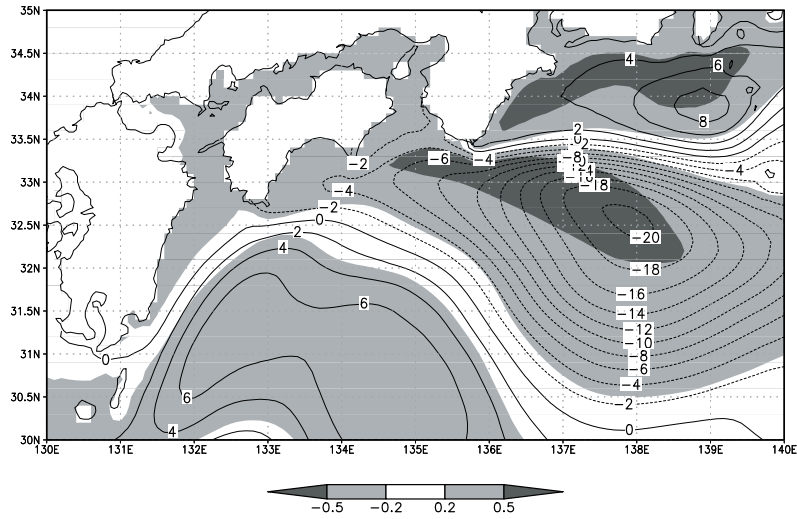 35N
34.5N 4 6
34N 8
33.5N 2
0
-2 -6 -4 2 -8 -4
33N -4 -18
32.5N -2 0 -20
2
32N 4 -18
31.5N 6 -16
-14
-12
31N 0 -10
-8
-6
30.5N 6 -4
-2
30N 4 0
130E 131E 132E 133E 134E 135E 136E 137E 138E 139E 140E
-0.5 -0.2 0.2 0.5